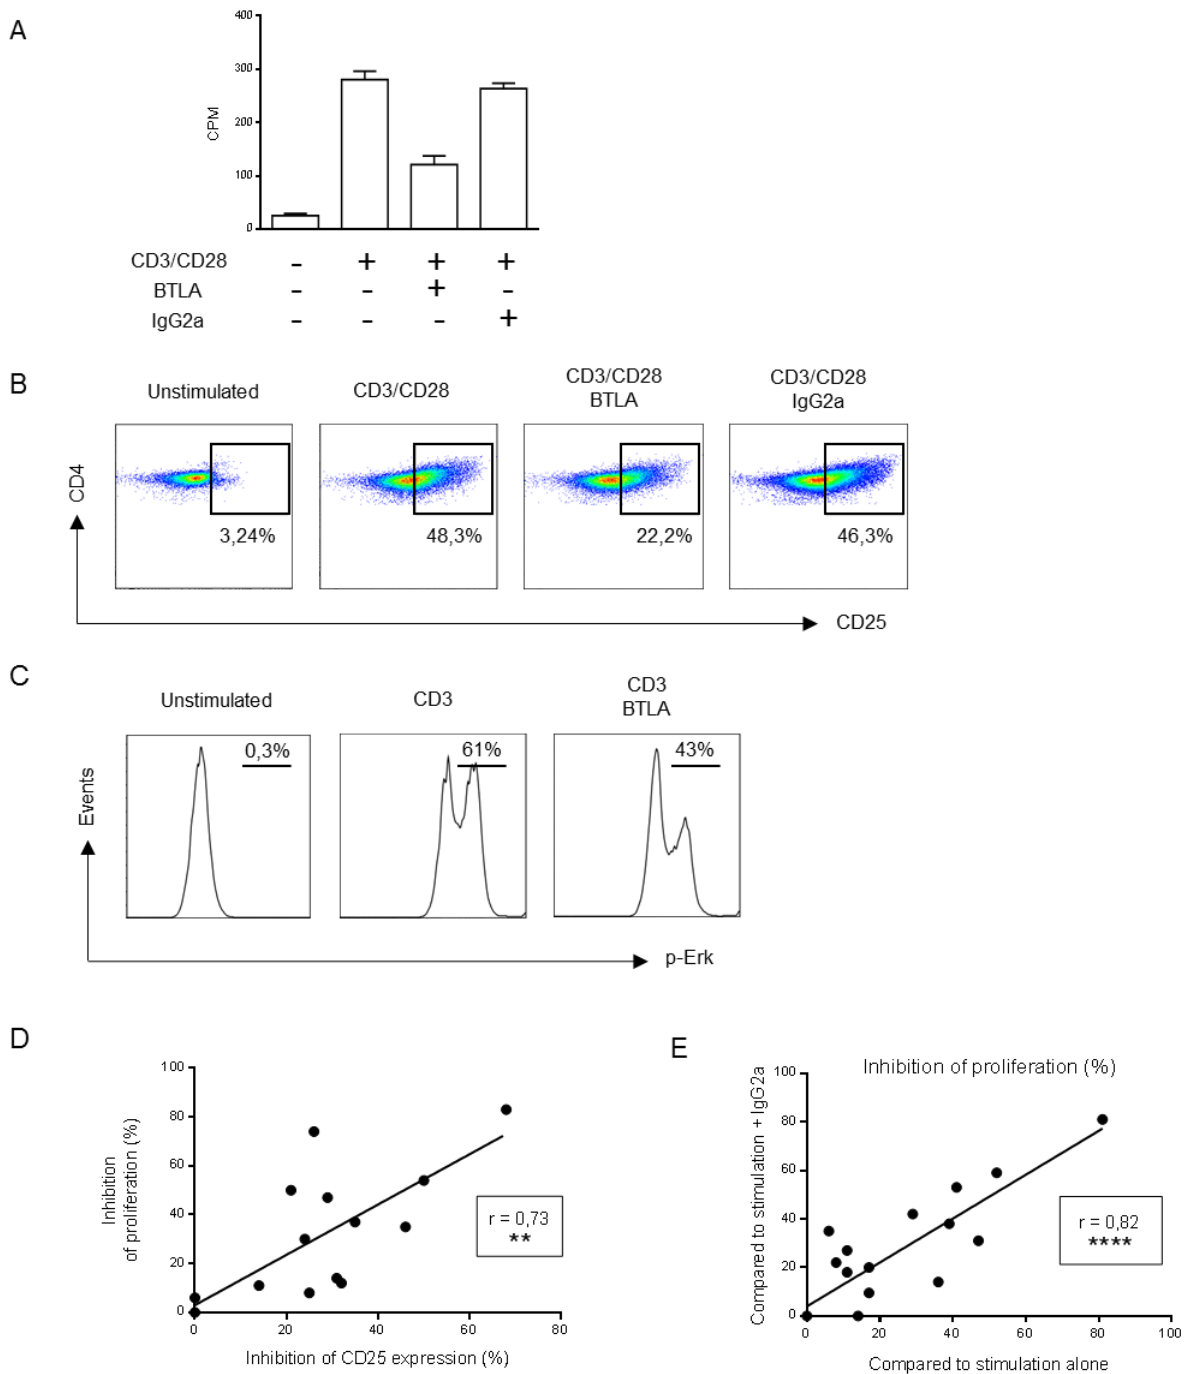 A
400
300
200
100
0
CPM
CD3/CD28 - + + +
BTLA - - + -
IgG2a - - - +
B
Unstimulated
CD3/CD28
CD3/CD28
BTLA
CD3/CD28
IgG2a
CD4
3,24%
48,3%
22,2%
46,3%
CD25
C
Unstimulated
CD3
CD3
BTLA
0,3%
61%
43%
Events
p-Erk
D
100
80
60
40
20
0
Inhibition
of proliferation (%)
r = 0,73
**
0 20 40 60 80
Inhibition of CD25 expression (%)
E
Inhibition of proliferation (%)
100
80
60
40
20
0
Compared to stimulation + IgG2a
r = 0,82
****
0 20 40 60 80 100
Compared to stimulation alone